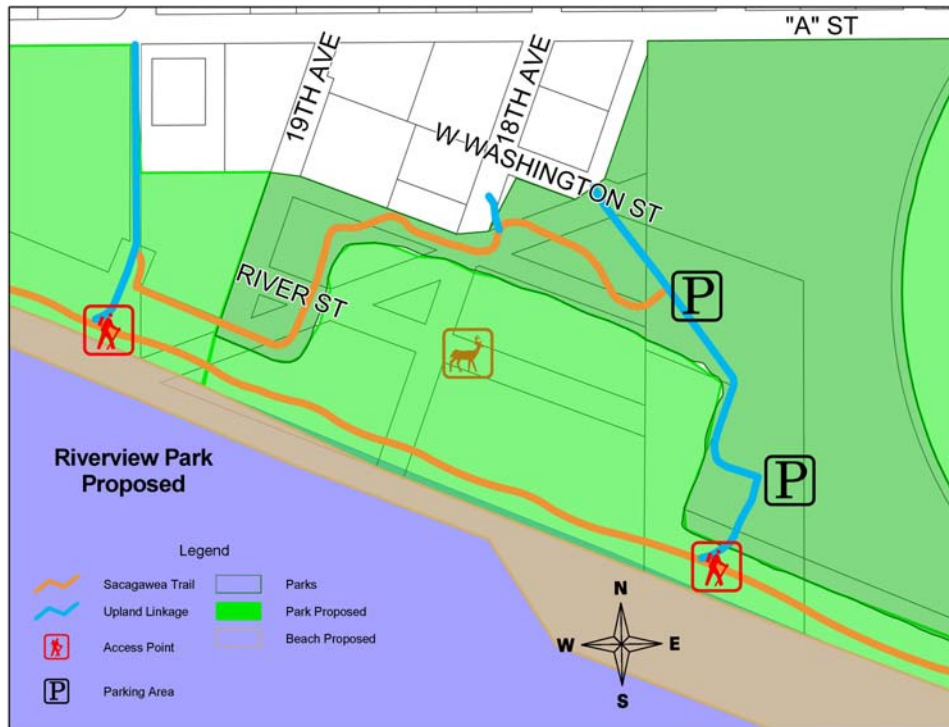 "A" ST
19TH AVE
18TH AVE
W WASHINGTON ST
RIVER ST
P
P
Riverview Park
Proposed
Legend
Sacagawea Trail
Upland Linkage
Access Point
P
Parking Area
Parks
Park Proposed
Beach Proposed
N
W
E
S